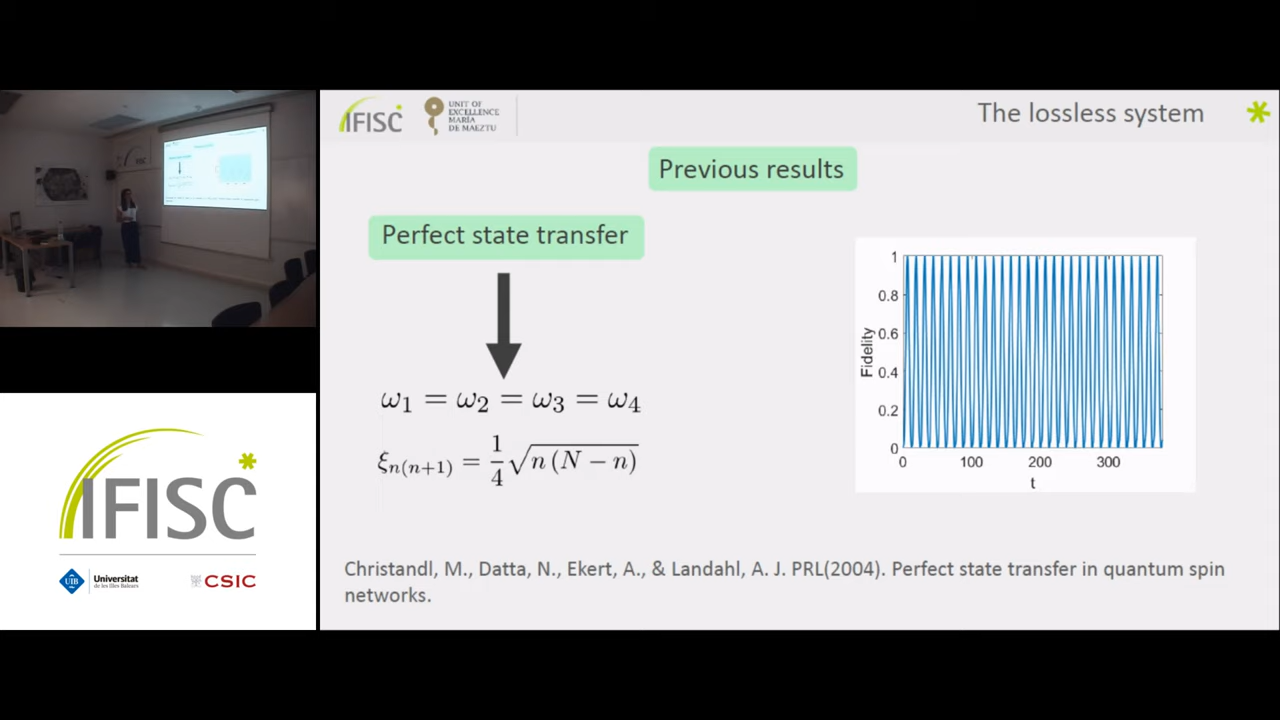 IFISC
UNIT OF
EXCELLENCE
MARÍA
DE MAEZTU
The lossless system
Previous results
Perfect state transfer
ω₁ = ω₂ = ω₃ = ω₄
ξₙ₍ₙ₊₁₎ = 1/4 √n (N − n)
1
0.8
0.6
0.4
0.2
0
Fidelity
0 100 200 300
t
Christandl, M., Datta, N., Ekert, A., & Landahl, A. J. PRL(2004). Perfect state transfer in quantum spin
networks.
IFISC
UIB
Universitat
de les Illes Balears
CSIC